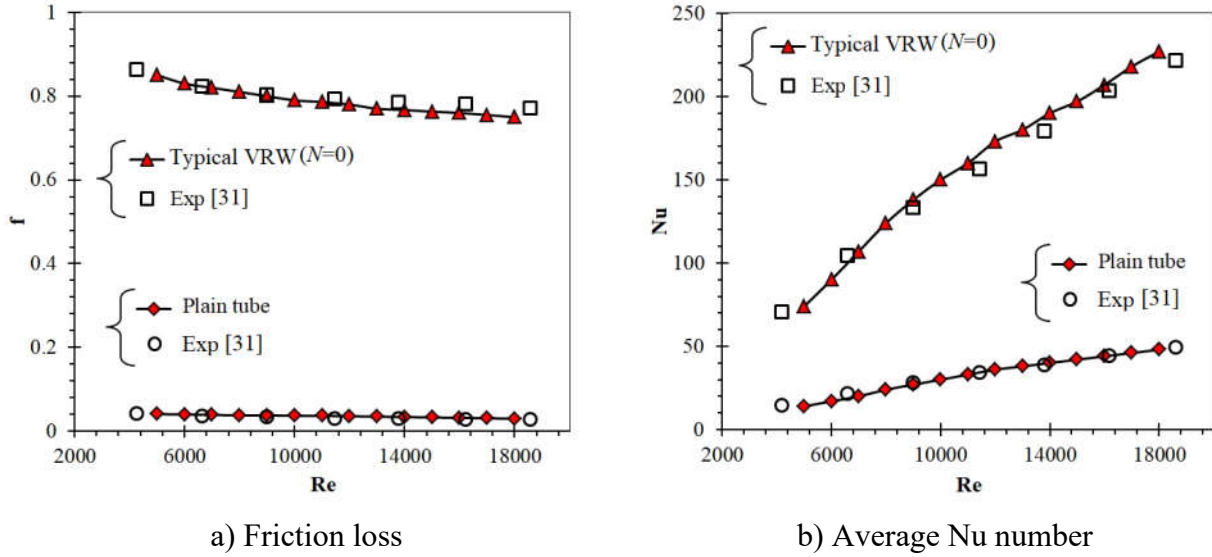 1
0.8
0.6
0.4
0.2
0
f
Typical VRW (N=0)
Exp [31]
Plain tube
Exp [31]
2000 6000 10000 14000 18000
Re
a) Friction loss
250
200
150
100
50
0
Nu
Typical VRW (N=0)
Exp [31]
Plain tube
Exp [31]
2000 6000 10000 14000 18000
Re
b) Average Nu number